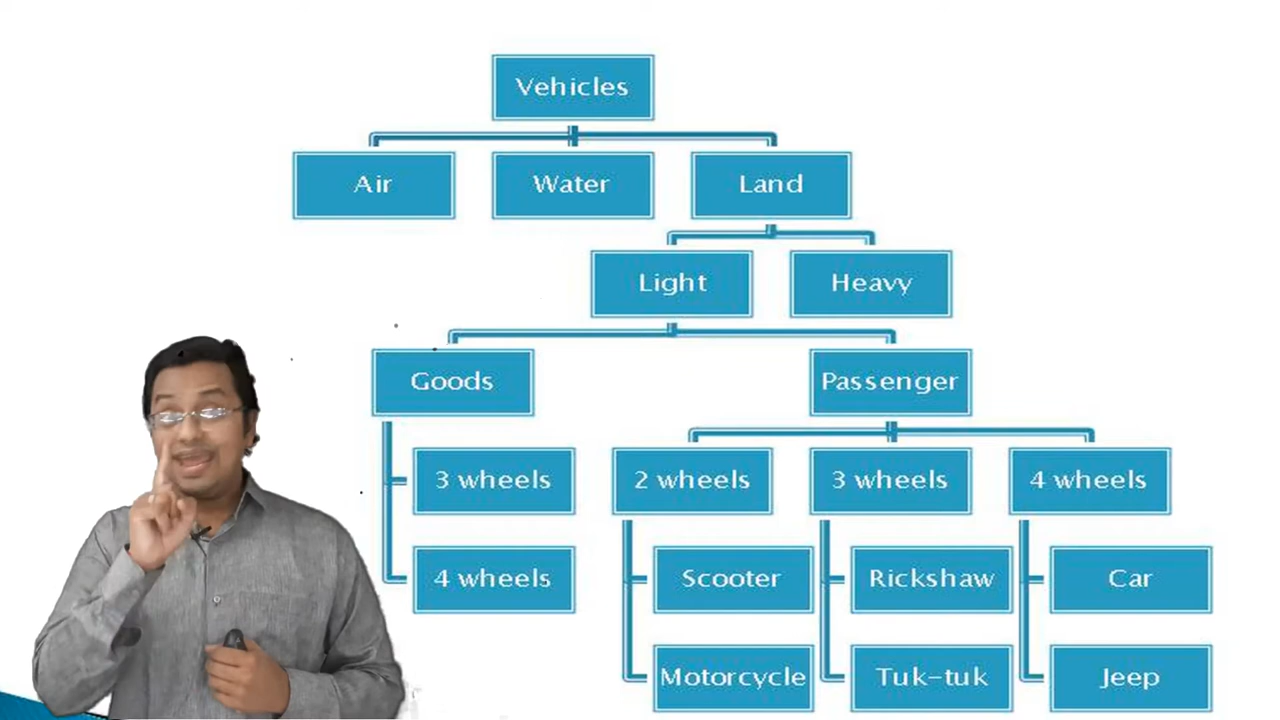 Vehicles
Air
Water
Land
Light
Heavy
Goods
Passenger
3 wheels
2 wheels
3 wheels
4 wheels
4 wheels
Scooter
Rickshaw
Car
Motorcycle
Tuk-tuk
Jeep